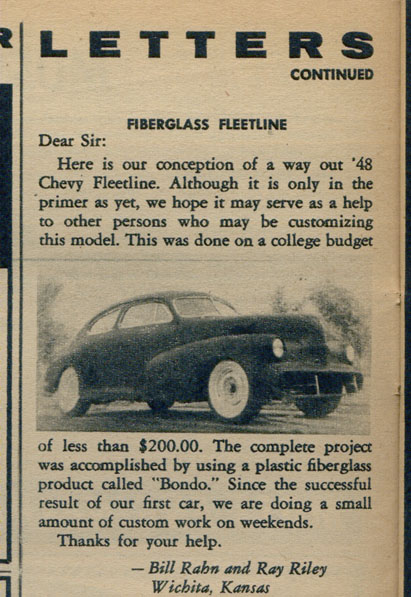 R
LETTERS
CONTINUED
FIBERGLASS FLEETLINE
Dear Sir:
Here is our conception of a way out '48
Chevy Fleetline. Although it is only in the
primer as yet, we hope it may serve as a help
to other persons who may be customizing
this model. This was done on a college budget
of less than $200.00. The complete project
was accomplished by using a plastic fiberglass
product called "Bondo." Since the successful
result of our first car, we are doing a small
amount of custom work on weekends.
Thanks for your help.
— Bill Rahn and Ray Riley
Wichita, Kansas